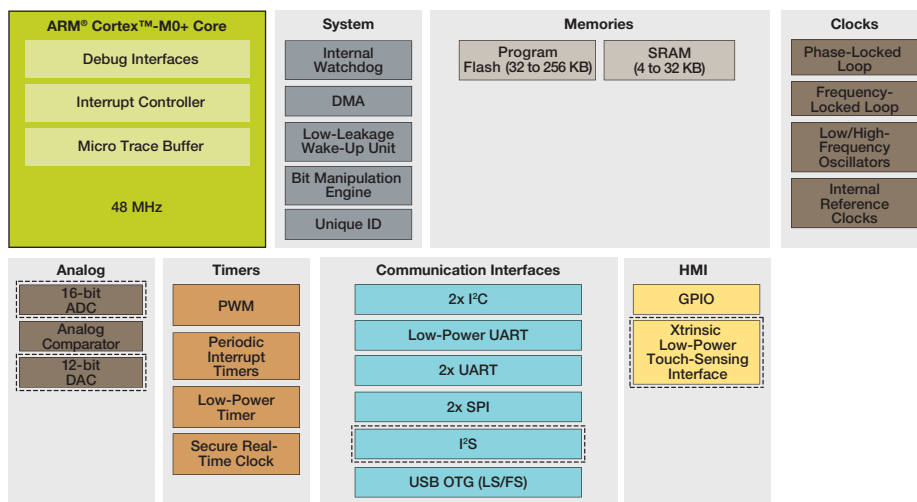 ARM® Cortex™-M0+ Core
Debug Interfaces
Interrupt Controller
Micro Trace Buffer
48 MHz
System
Internal
Watchdog
DMA
Low-Leakage
Wake-Up Unit
Bit Manipulation
Engine
Unique ID
Memories
Program
Flash (32 to 256 KB)
SRAM
(4 to 32 KB)
Clocks
Phase-Locked
Loop
Frequency-
Locked Loop
Low/High-
Frequency
Oscillators
Internal
Reference
Clocks
Analog
16-bit
ADC
Analog
Comparator
12-bit
DAC
Timers
PWM
Periodic
Interrupt
Timers
Low-Power
Timer
Secure Real-
Time Clock
Communication Interfaces
2x I²C
Low-Power UART
2x UART
2x SPI
I²S
USB OTG (LS/FS)
HMI
GPIO
Xtrinsic
Low-Power
Touch-Sensing
Interface